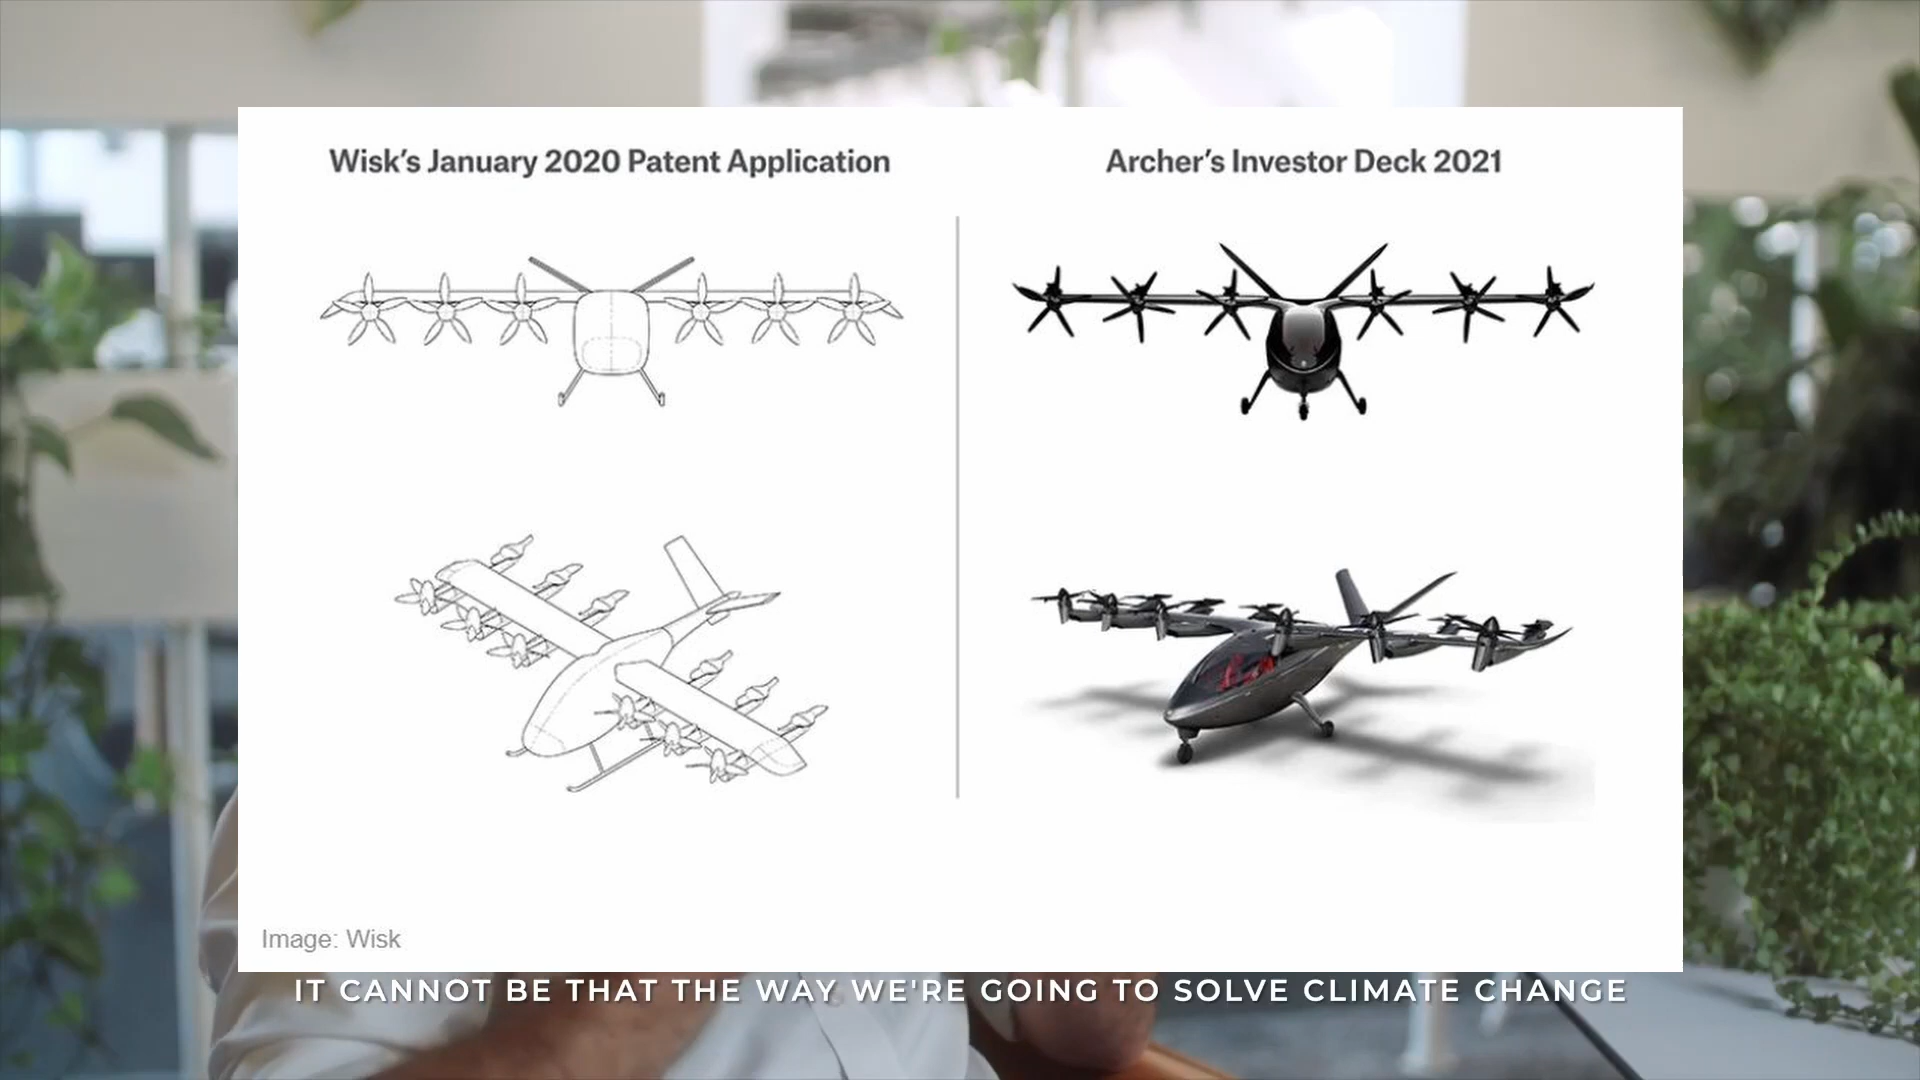 Wisk's January 2020 Patent Application
Archer's Investor Deck 2021
Image: Wisk
IT CANNOT BE THAT THE WAY WE'RE GOING TO SOLVE CLIMATE CHANGE